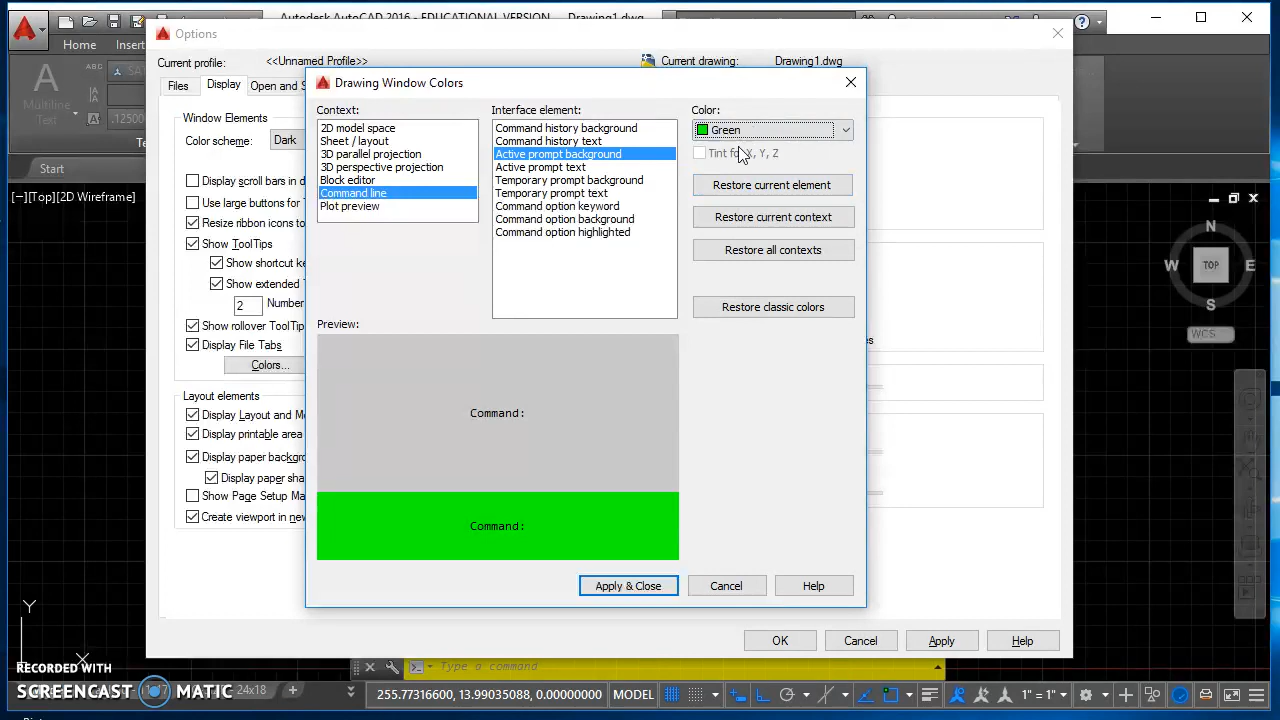 Autodesk AutoCAD 2016 - EDUCATIONAL VERSION Drawing1.dwg
Home Insert
Options
Current profile: <<Unnamed Profile>> Current drawing: Drawing1.dwg
Files Display Open and S
Drawing Window Colors
Context: Interface element: Color:
2D model space
Sheet / layout
3D parallel projection
3D perspective projection
Block editor
Command line
Plot preview
Command history background
Command history text
Active prompt background
Active prompt text
Temporary prompt background
Temporary prompt text
Command option keyword
Command option background
Command option highlighted
Green
Tint for X, Y, Z
Restore current element
Restore current context
Restore all contexts
Restore classic colors
Preview:
Command:
Command:
Apply & Close Cancel Help
Window Elements
Color scheme: Dark
Display scroll bars in d
Use large buttons for T
Resize ribbon icons to
Show ToolTips
Show shortcut ke
Show extended T
2 Number
Show rollover ToolTip
Display File Tabs
Colors...
Layout elements
Display Layout and M
Display printable area
Display paper backgro
Display paper sha
Show Page Setup Ma
Create viewport in new
OK Cancel Apply Help
A
ABC
Multiline
Text
.12500
Start
[−][Top][2D Wireframe]
N
W TOP E
S
WCS
Y
X
Type a command
RECORDED WITH
SCREENCAST MATIC
24x18
255.77316600, 13.99035088, 0.00000000 MODEL 1" = 1"